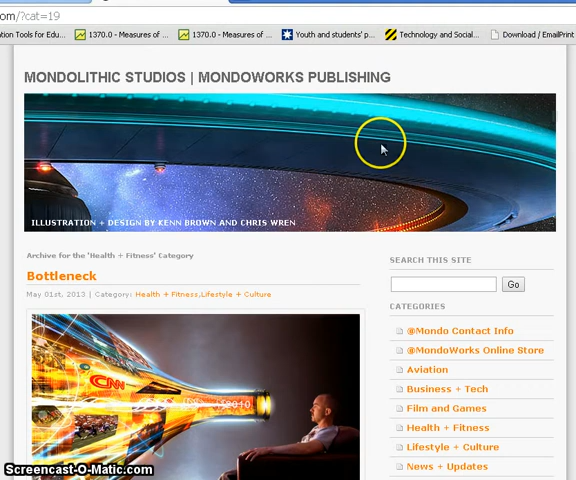 om/?cat=19
ation Tools for Edu... 1370.0 - Measures of ... 1370.0 - Measures of ... Youth and students' p... Technology and Social... Download / EmailPrint
MONDOLITHIC STUDIOS | MONDOWORKS PUBLISHING
ILLUSTRATION + DESIGN BY KENN BROWN AND CHRIS WREN
Archive for the 'Health + Fitness' Category
Bottleneck
May 01st, 2013 | Category: Health + Fitness,Lifestyle + Culture
CNN
2010
SEARCH THIS SITE
Go
CATEGORIES
@Mondo Contact Info
@MondoWorks Online Store
Aviation
Business + Tech
Film and Games
Health + Fitness
Lifestyle + Culture
News + Updates
Screencast-O-Matic.com